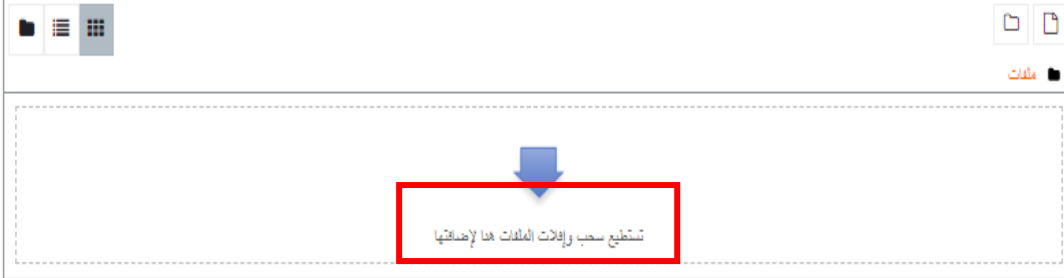 ملفات
تستطيع سحب وإفلات الملفات هنا لإضافتها